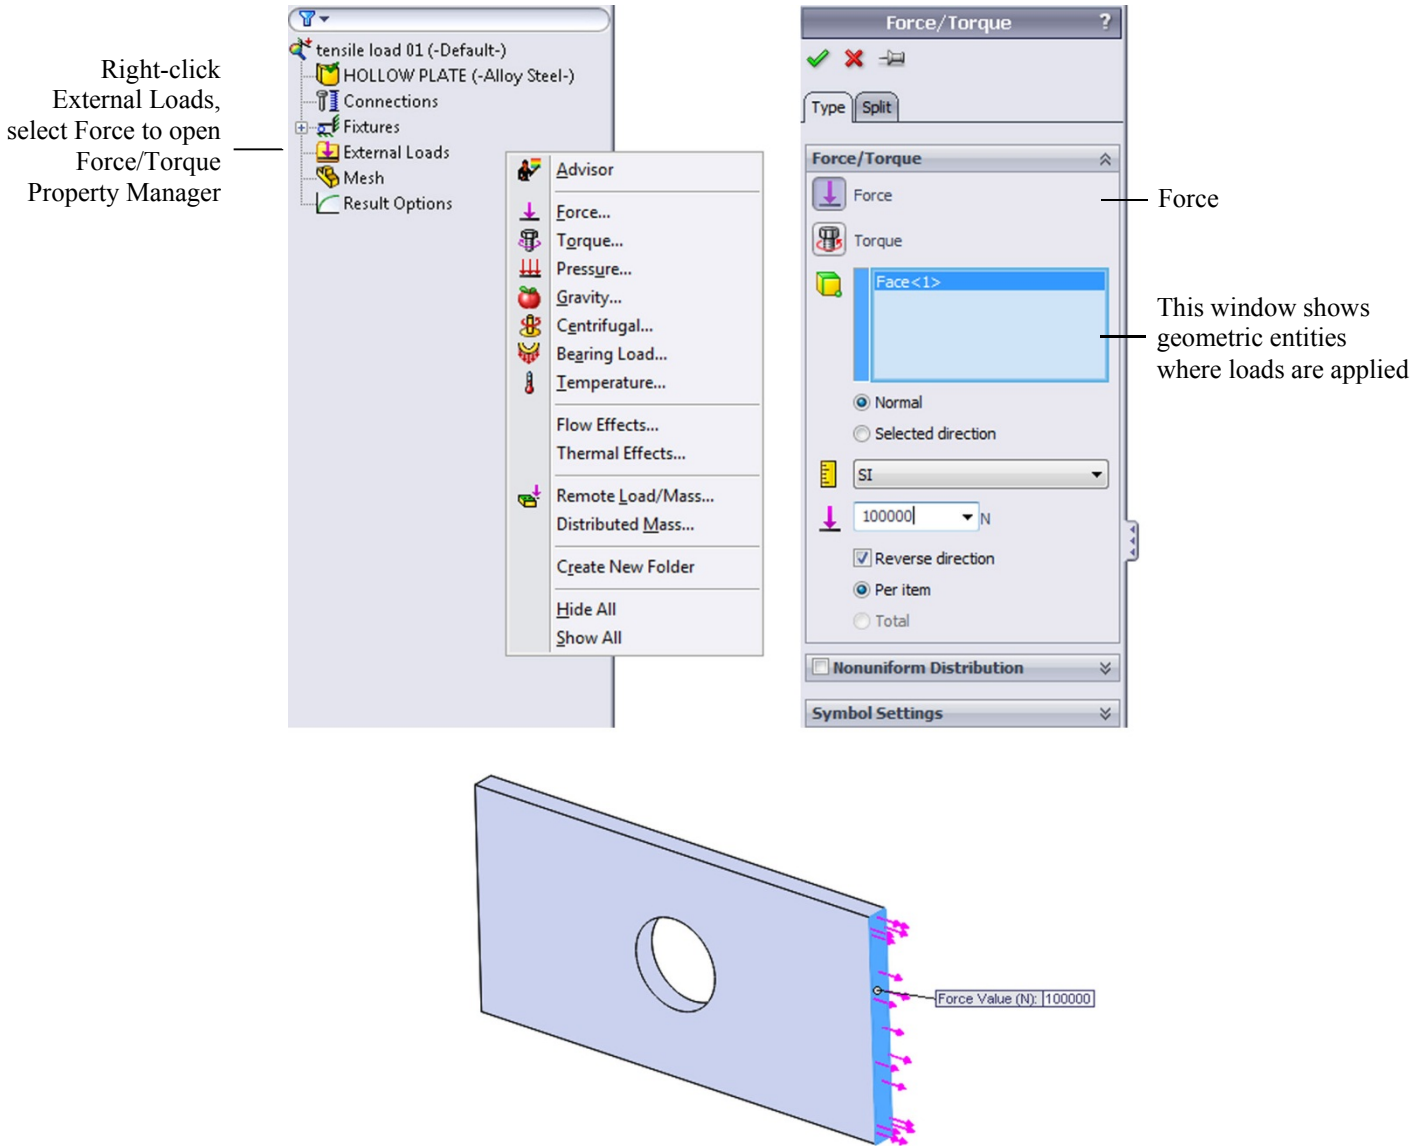 Right-click
External Loads,
select Force to open
Force/Torque
Property Manager
tensile load 01 (-Default-)
HOLLOW PLATE (-Alloy Steel-)
Connections
Fixtures
External Loads
Mesh
Result Options
Advisor
Force...
Torque...
Pressure...
Gravity...
Centrifugal...
Bearing Load...
Temperature...
Flow Effects...
Thermal Effects...
Remote Load/Mass...
Distributed Mass...
Create New Folder
Hide All
Show All
Force/Torque ?
Type Split
Force/Torque
Force
Torque
Face<1>
Normal
Selected direction
SI
100000 N
Reverse direction
Per item
Total
Nonuniform Distribution
Symbol Settings
Force
This window shows
geometric entities
where loads are applied
Force Value (N): 100000